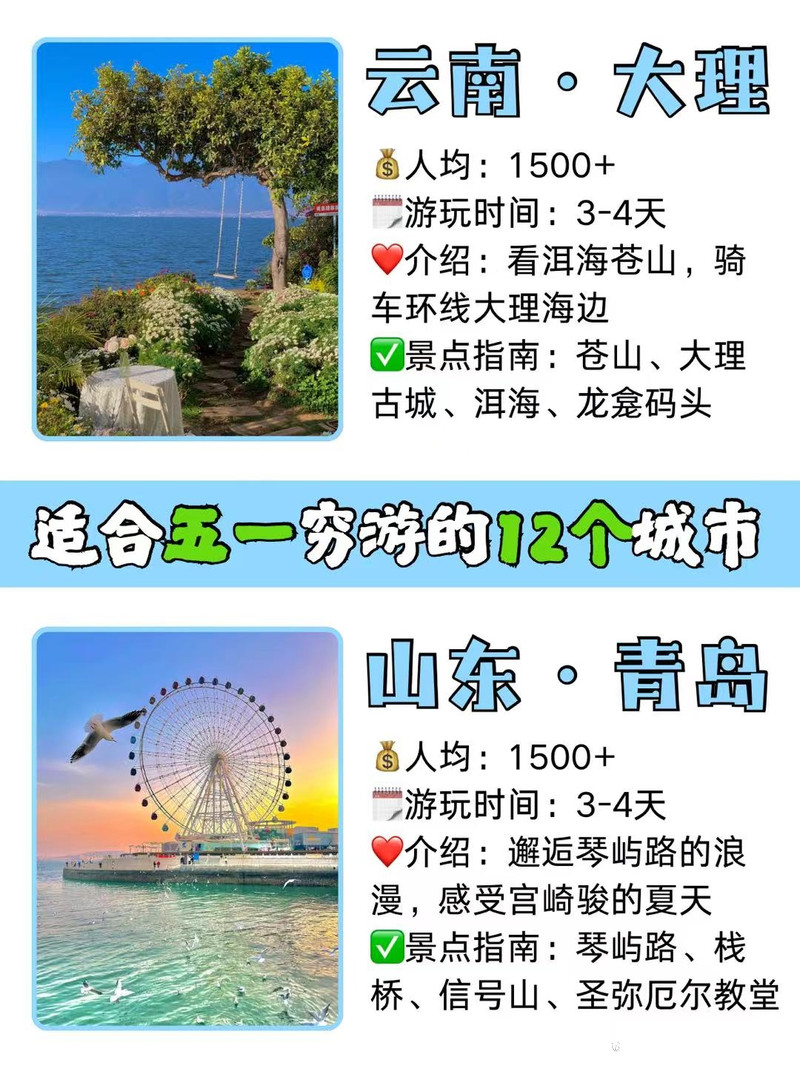 云南·大理
💰人均：1500+
🗓游玩时间：3-4天
❤️介绍：看洱海苍山，骑
车环线大理海边
✅景点指南：苍山、大理
古城、洱海、龙龛码头
适合五一穷游的12个城市
山东·青岛
💰人均：1500+
🗓游玩时间：3-4天
❤️介绍：邂逅琴屿路的浪
漫，感受宫崎骏的夏天
✅景点指南：琴屿路、栈
桥、信号山、圣弥厄尔教堂